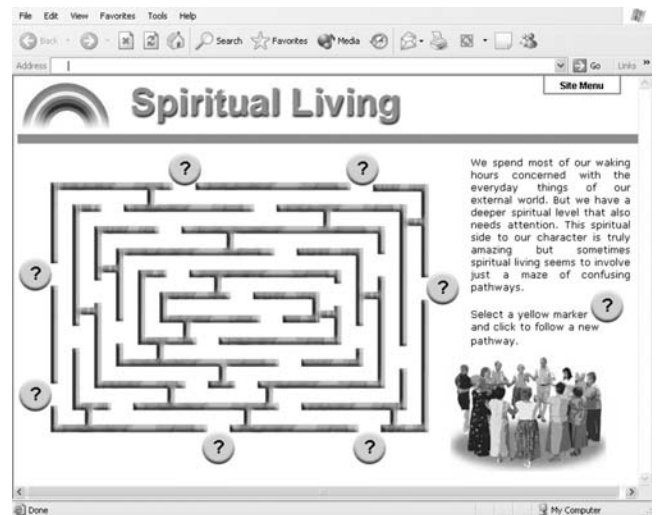 File Edit View Favorites Tools Help
Back Search Favorites Media
Address Go Links »
Site Menu
Spiritual Living
? ?
We spend most of our waking
hours concerned with the
everyday things of our
external world. But we have a
deeper spiritual level that also
needs attention. This spiritual
side to our character is truly
amazing but sometimes
spiritual living seems to involve
just a maze of confusing
pathways.
? ?
Select a yellow marker ?
and click to follow a new
pathway.
?
? ?
Done My Computer